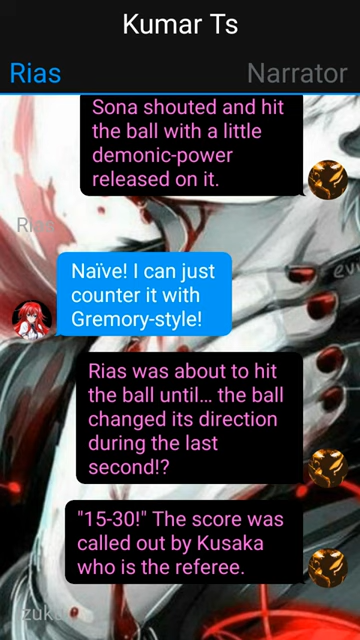 Kumar Ts
Rias
Narrator
Sona shouted and hit
the ball with a little
demonic-power
released on it.
Rias
Naïve! I can just
counter it with
Gremory-style!
Rias was about to hit
the ball until... the ball
changed its direction
during the last
second!?
"15-30!" The score was
called out by Kusaka
who is the referee.